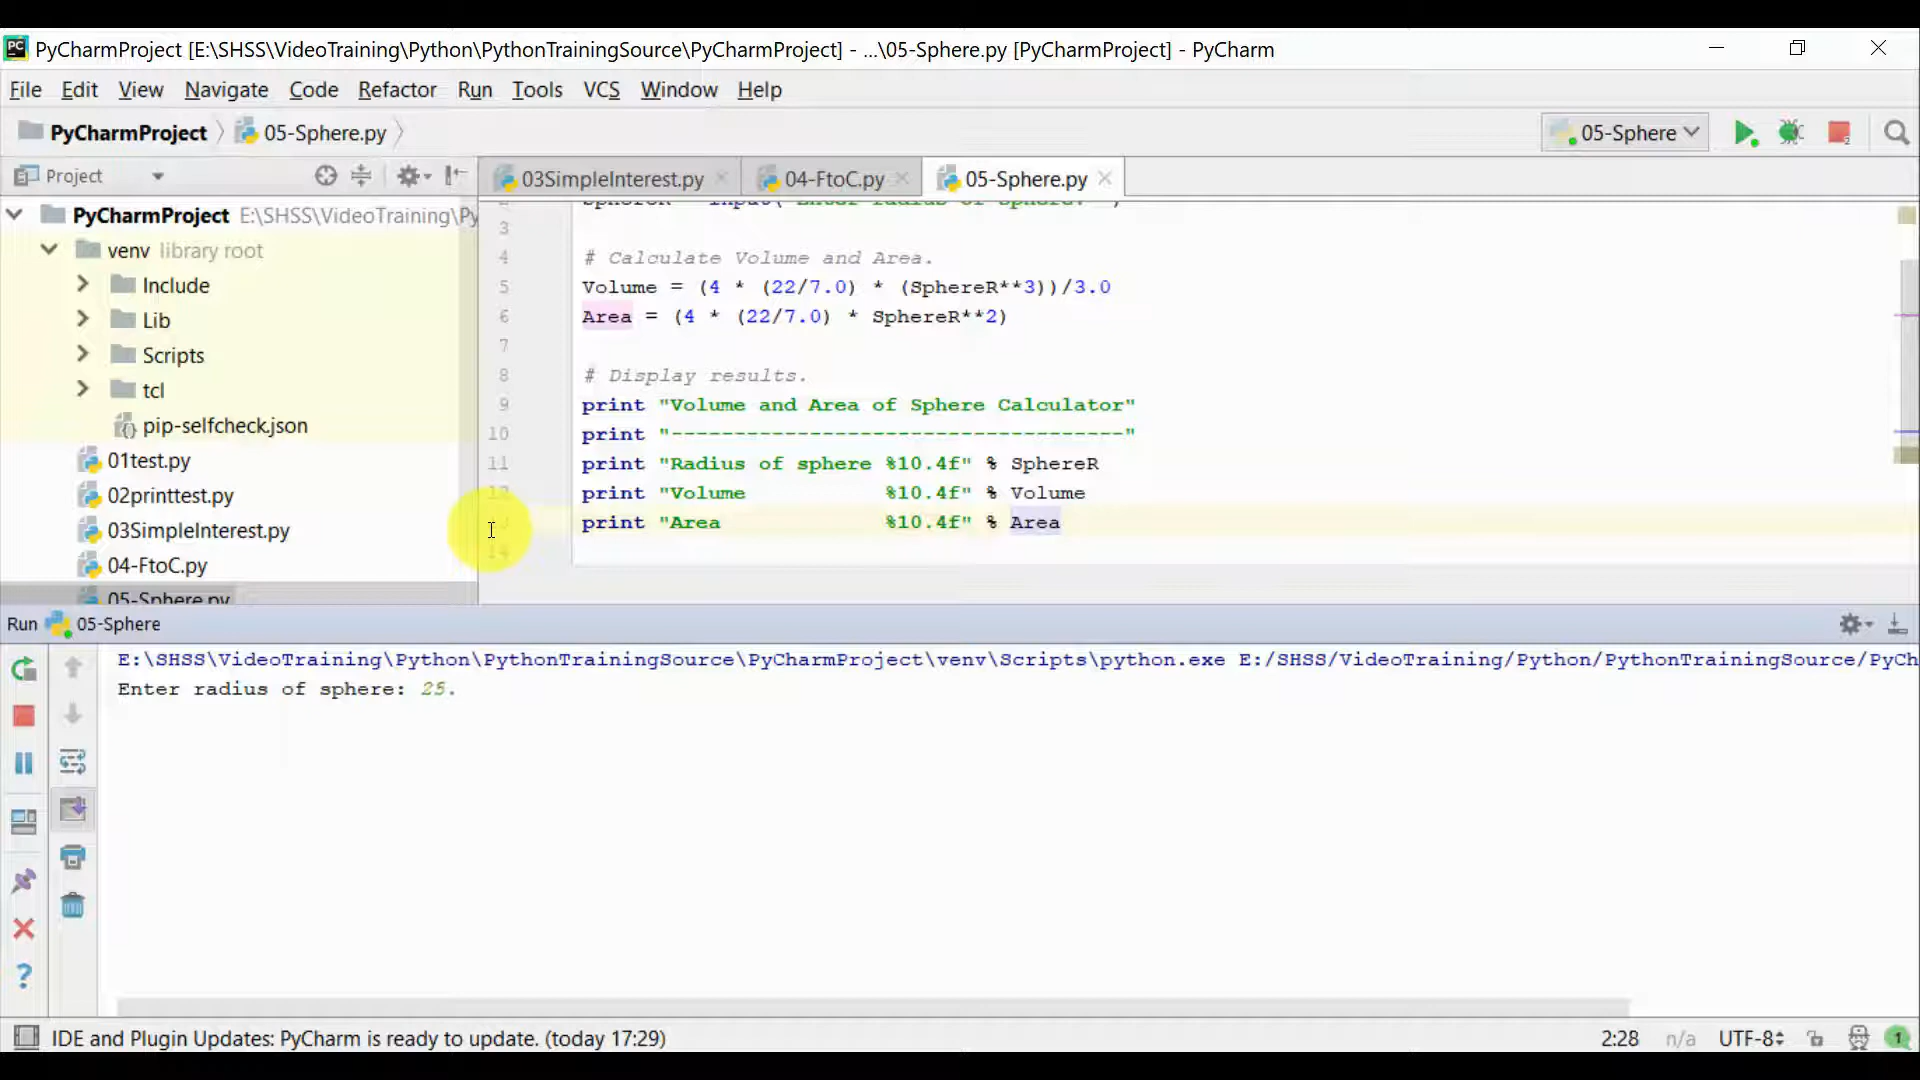 PyCharmProject [E:\SHSS\VideoTraining\Python\PythonTrainingSource\PyCharmProject] - ...\05-Sphere.py [PyCharmProject] - PyCharm
File Edit View Navigate Code Refactor Run Tools VCS Window Help
PyCharmProject 05-Sphere.py 05-Sphere
Project 03SimpleInterest.py 04-FtoC.py 05-Sphere.py
PyCharmProject E:\SHSS\VideoTraining\Py
venv library root
Include
Lib
Scripts
tcl
pip-selfcheck.json
01test.py
02printtest.py
03SimpleInterest.py
04-FtoC.py
05-Sphere.py
3
4 # Calculate Volume and Area.
5 Volume = (4 * (22/7.0) * (SphereR**3))/3.0
6 Area = (4 * (22/7.0) * SphereR**2)
7
8 # Display results.
9 print "Volume and Area of Sphere Calculator"
10 print "------------------------------------"
11 print "Radius of sphere %10.4f" % SphereR
12 print "Volume           %10.4f" % Volume
print "Area             %10.4f" % Area
14
Run 05-Sphere
E:\SHSS\VideoTraining\Python\PythonTrainingSource\PyCharmProject\venv\Scripts\python.exe E:/SHSS/VideoTraining/Python/PythonTrainingSource/PyCh
Enter radius of sphere: 25.
IDE and Plugin Updates: PyCharm is ready to update. (today 17:29) 2:28 n/a UTF-8 1